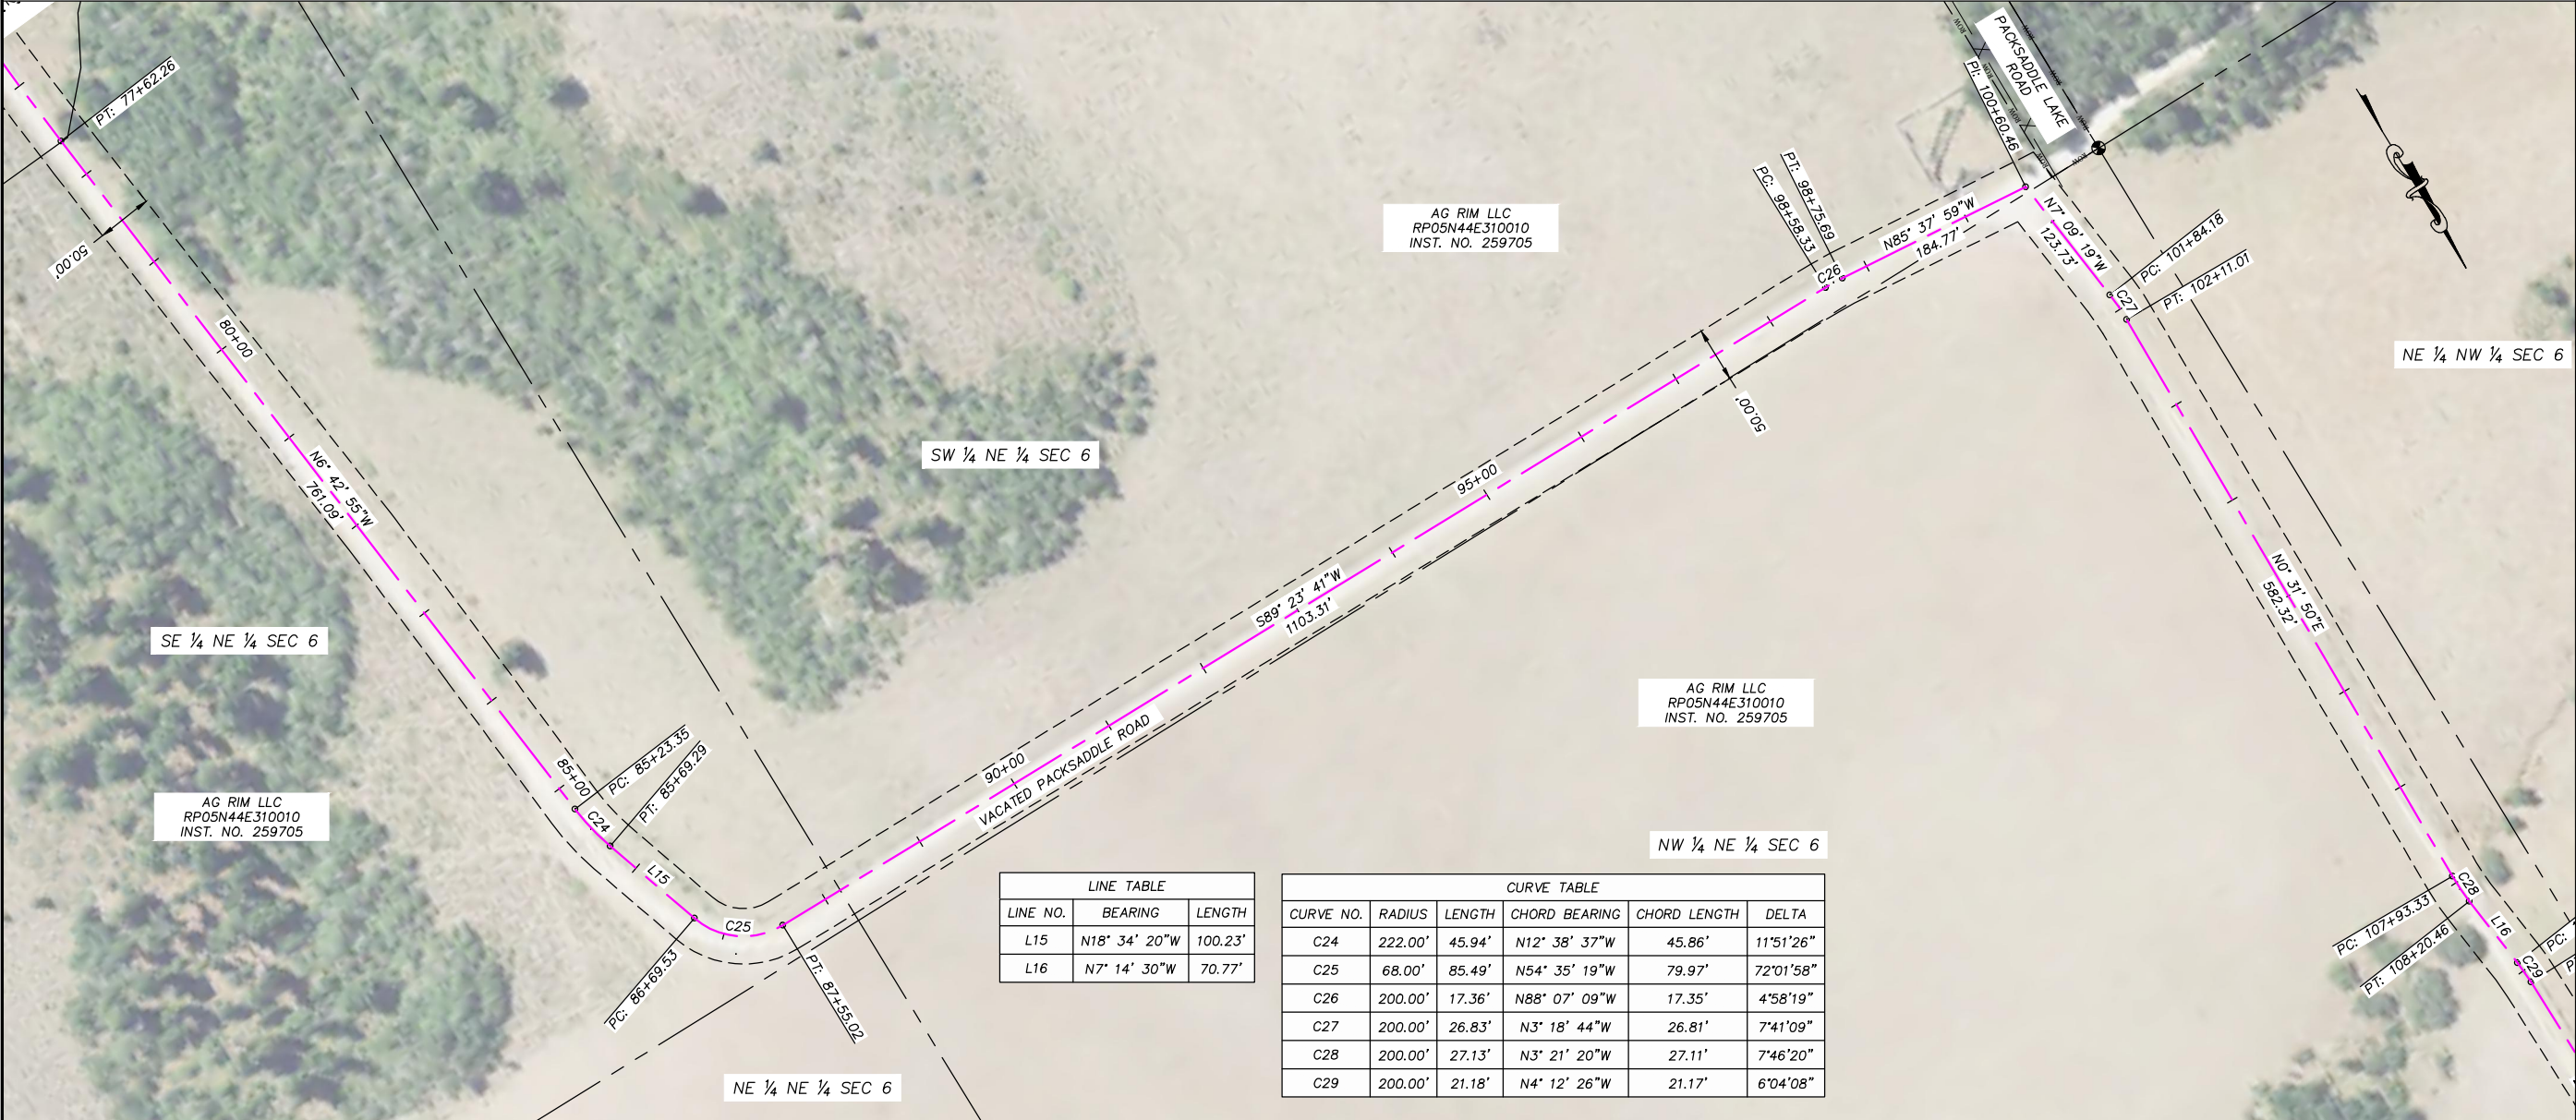 PT: 77+62.26
50.00'
80+00
N6° 42' 55"W
761.09'
SE ¼ NE ¼ SEC 6
AG RIM LLC
RP05N44E310010
INST. NO. 259705
85+00
PC: 85+23.35
C24
PT: 85+69.29
L15
PC: 86+69.53
C25
PT: 87+55.02
NE ¼ NE ¼ SEC 6
90+00
VACATED PACKSADDLE ROAD
SW ¼ NE ¼ SEC 6
S89° 23' 41"W
1103.31'
95+00
AG RIM LLC
RP05N44E310010
INST. NO. 259705
50.00'
PC: 98+58.33
PT: 98+75.69
C26
N85° 37' 59"W
184.77'
PI: 100+60.46
PACKSADDLE LAKE
ROAD
ROW
ROW
ROW
ROW
ROW
ROW
ROW
ROW
N7° 09' 19"W
123.73'
PC: 101+84.18
C27
PT: 102+11.01
NE ¼ NW ¼ SEC 6
N0° 31' 50"E
582.32'
AG RIM LLC
RP05N44E310010
INST. NO. 259705
NW ¼ NE ¼ SEC 6
PC: 107+93.33
C28
PT: 108+20.46
L16
C29
PC:
LINE TABLE
LINE NO. BEARING LENGTH
L15 N18° 34' 20"W 100.23'
L16 N7° 14' 30"W 70.77'
CURVE TABLE
CURVE NO. RADIUS LENGTH CHORD BEARING CHORD LENGTH DELTA
C24 222.00' 45.94' N12° 38' 37"W 45.86' 11°51'26"
C25 68.00' 85.49' N54° 35' 19"W 79.97' 72°01'58"
C26 200.00' 17.36' N88° 07' 09"W 17.35' 4°58'19"
C27 200.00' 26.83' N3° 18' 44"W 26.81' 7°41'09"
C28 200.00' 27.13' N3° 21' 20"W 27.11' 7°46'20"
C29 200.00' 21.18' N4° 12' 26"W 21.17' 6°04'08"